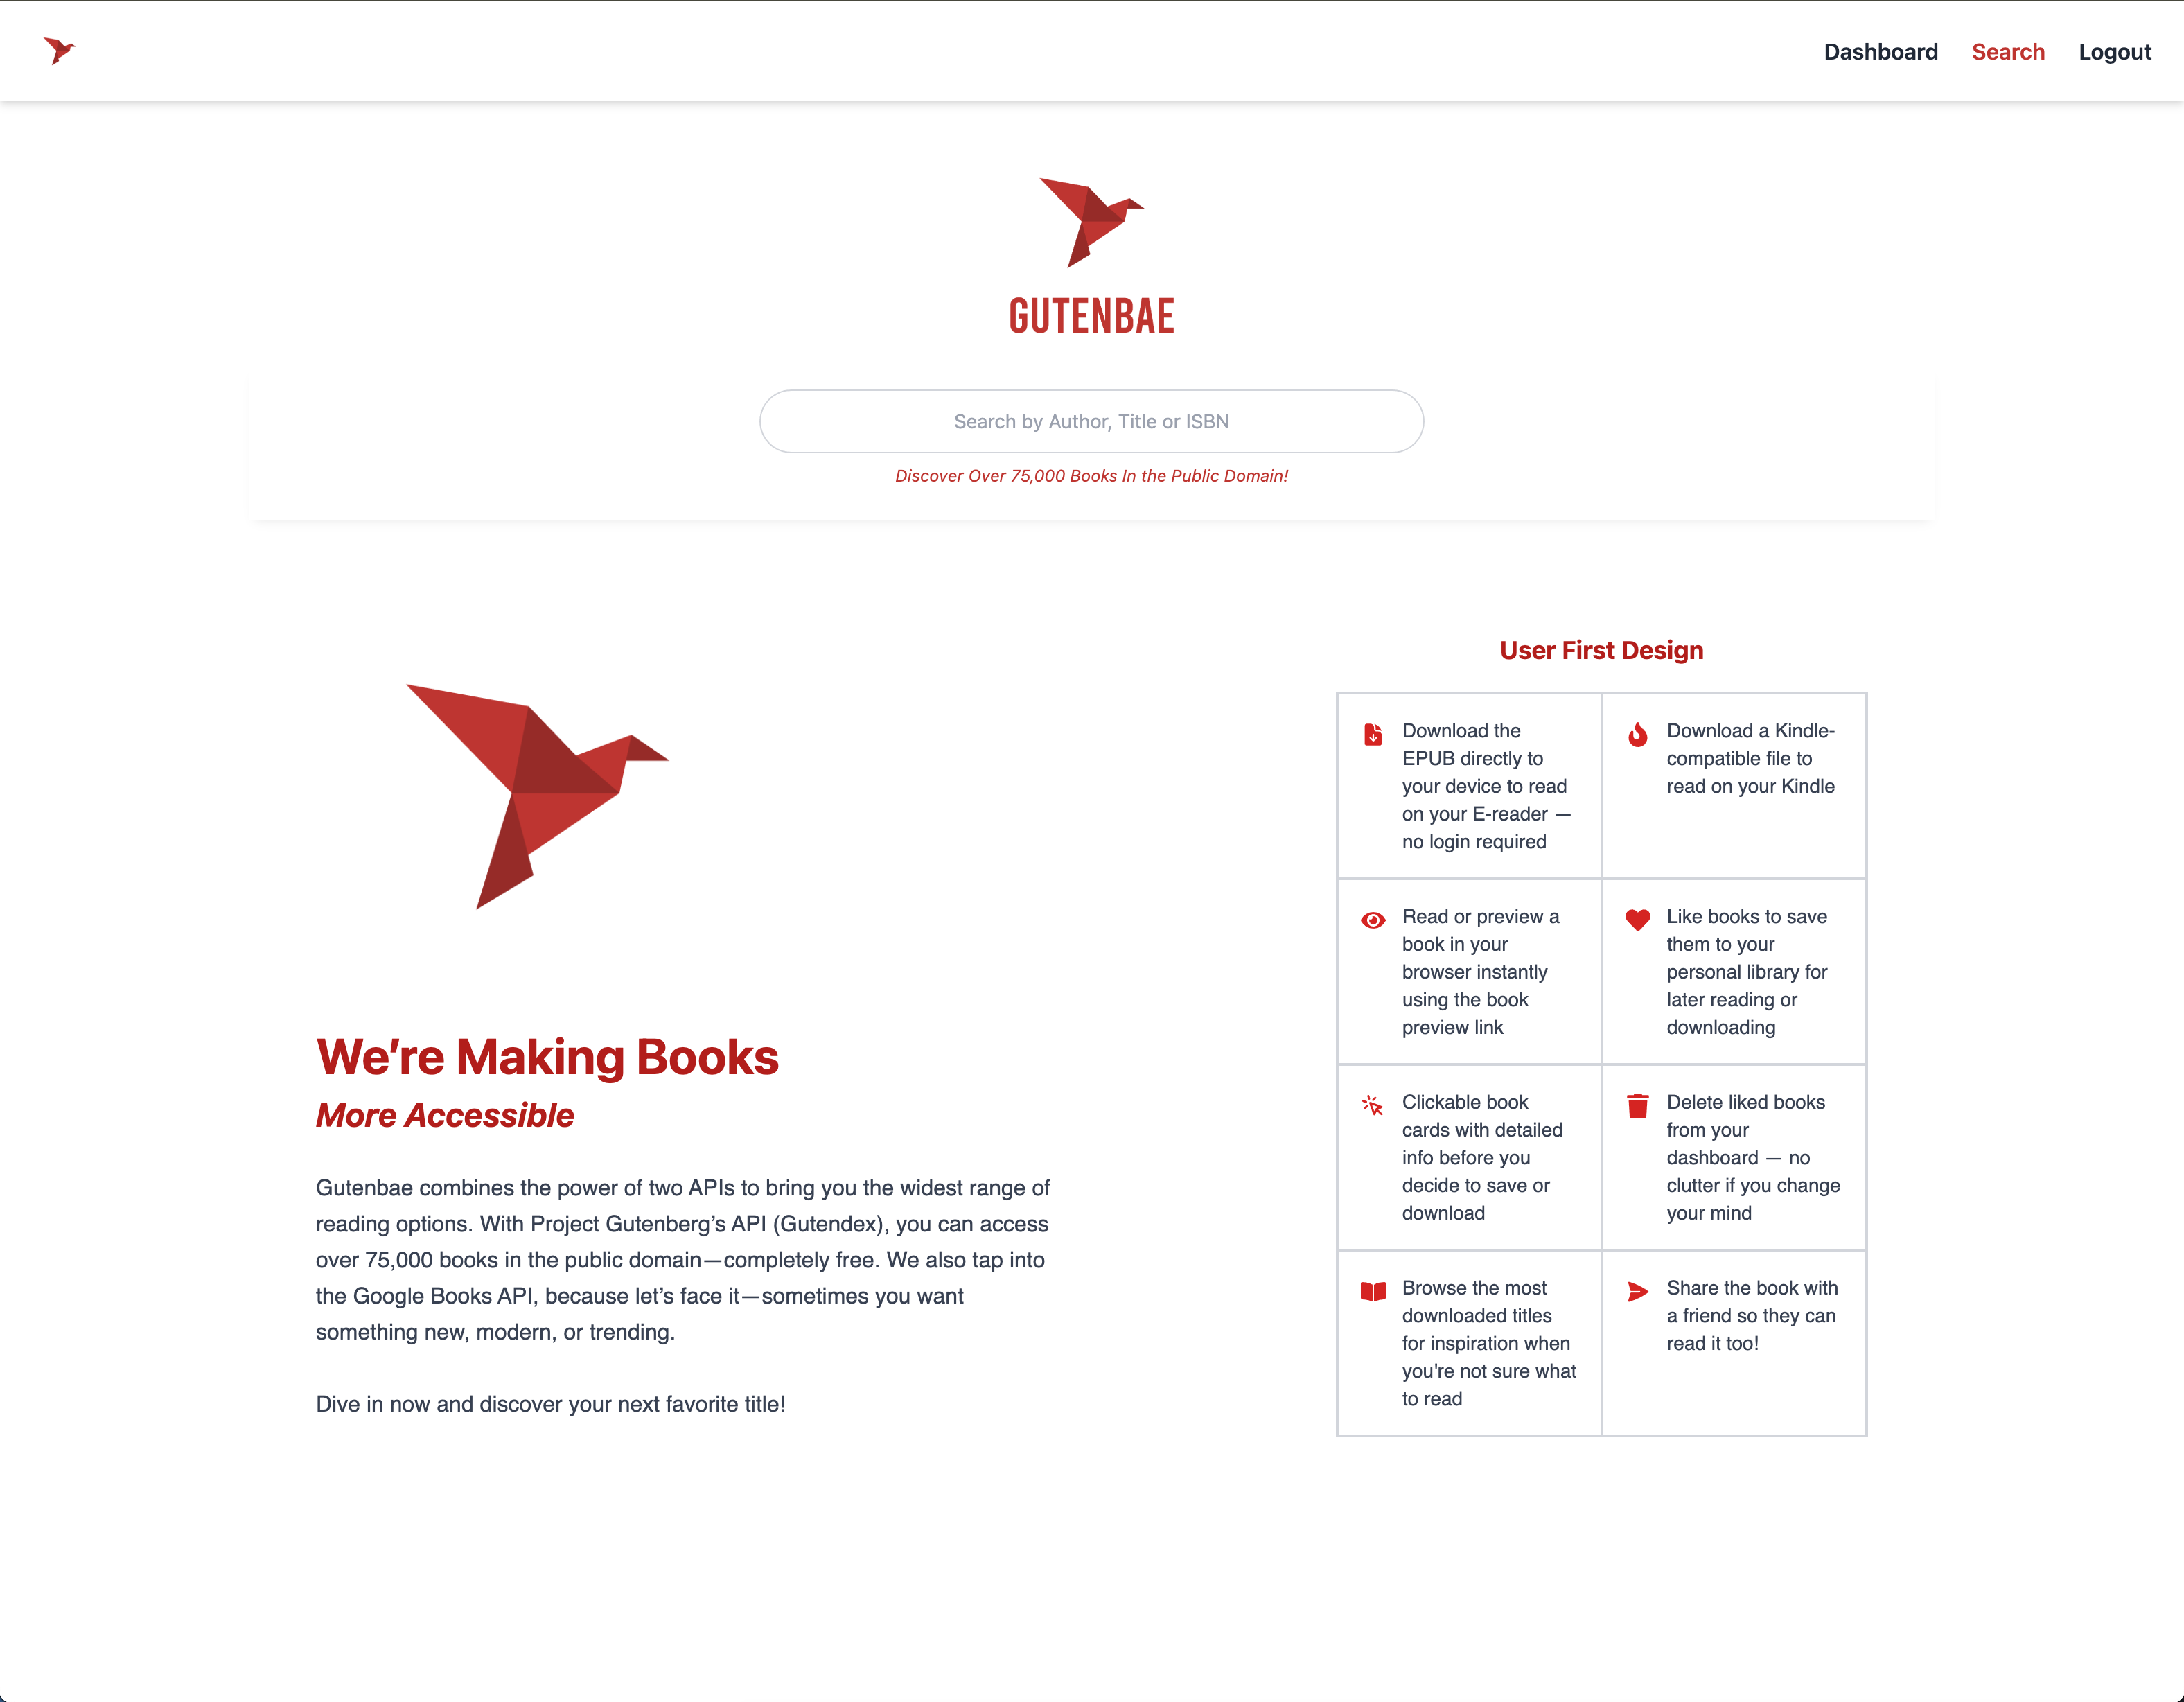 Dashboard Search Logout
GUTENBAE
Search by Author, Title or ISBN
Discover Over 75,000 Books In the Public Domain!
We’re Making Books
More Accessible
Gutenbae combines the power of two APIs to bring you the widest range of
reading options. With Project Gutenberg’s API (Gutendex), you can access
over 75,000 books in the public domain—completely free. We also tap into
the Google Books API, because let’s face it—sometimes you want
something new, modern, or trending.
Dive in now and discover your next favorite title!
User First Design
Download the
EPUB directly to
your device to read
on your E-reader —
no login required
Download a Kindle-
compatible file to
read on your Kindle
Read or preview a
book in your
browser instantly
using the book
preview link
Like books to save
them to your
personal library for
later reading or
downloading
Clickable book
cards with detailed
info before you
decide to save or
download
Delete liked books
from your
dashboard — no
clutter if you change
your mind
Browse the most
downloaded titles
for inspiration when
you're not sure what
to read
Share the book with
a friend so they can
read it too!